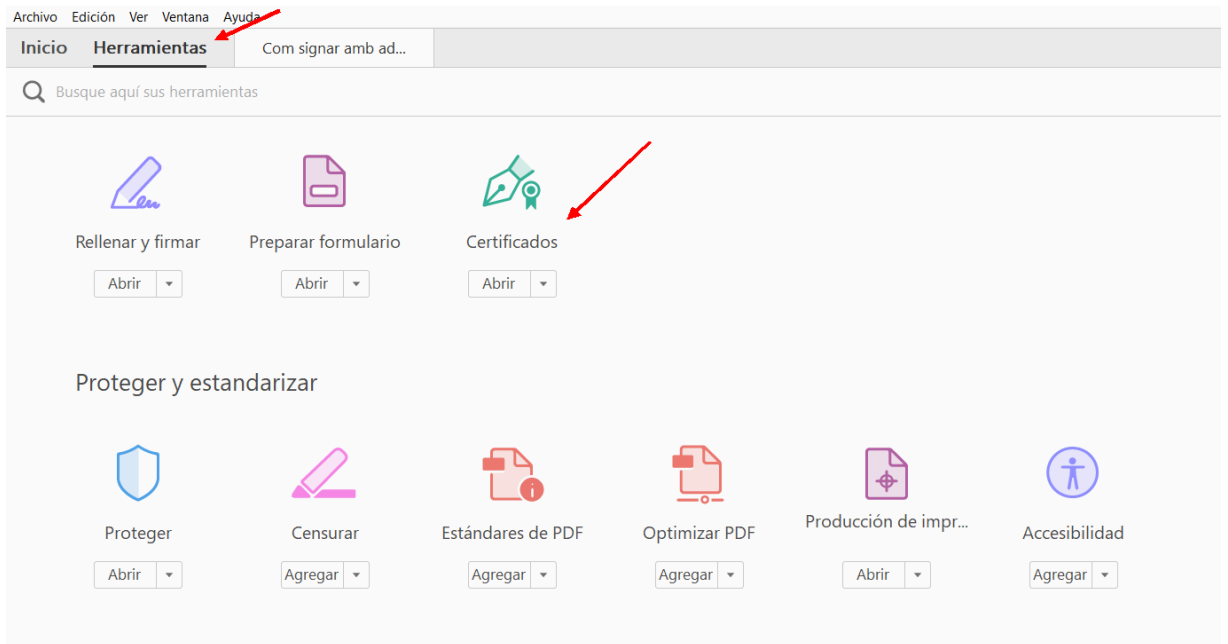 Archivo Edición Ver Ventana Ayuda
Inicio Herramientas Com signar amb ad...
Busque aquí sus herramientas
Rellenar y firmar Preparar formulario Certificados
Abrir Abrir Abrir
Proteger y estandarizar
Proteger Censurar Estándares de PDF Optimizar PDF Producción de impr... Accesibilidad
Abrir Agregar Agregar Agregar Abrir Agregar